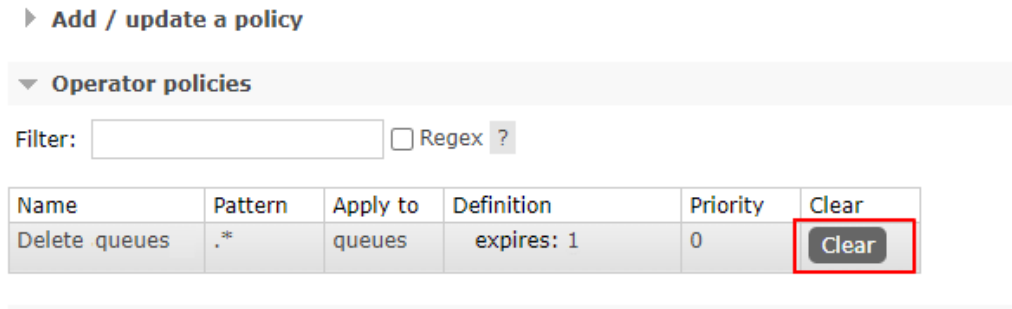 Add / update a policy
Operator policies
Filter: Regex ?
Name Pattern Apply to Definition Priority Clear
Delete queues .* queues expires: 1 0 Clear